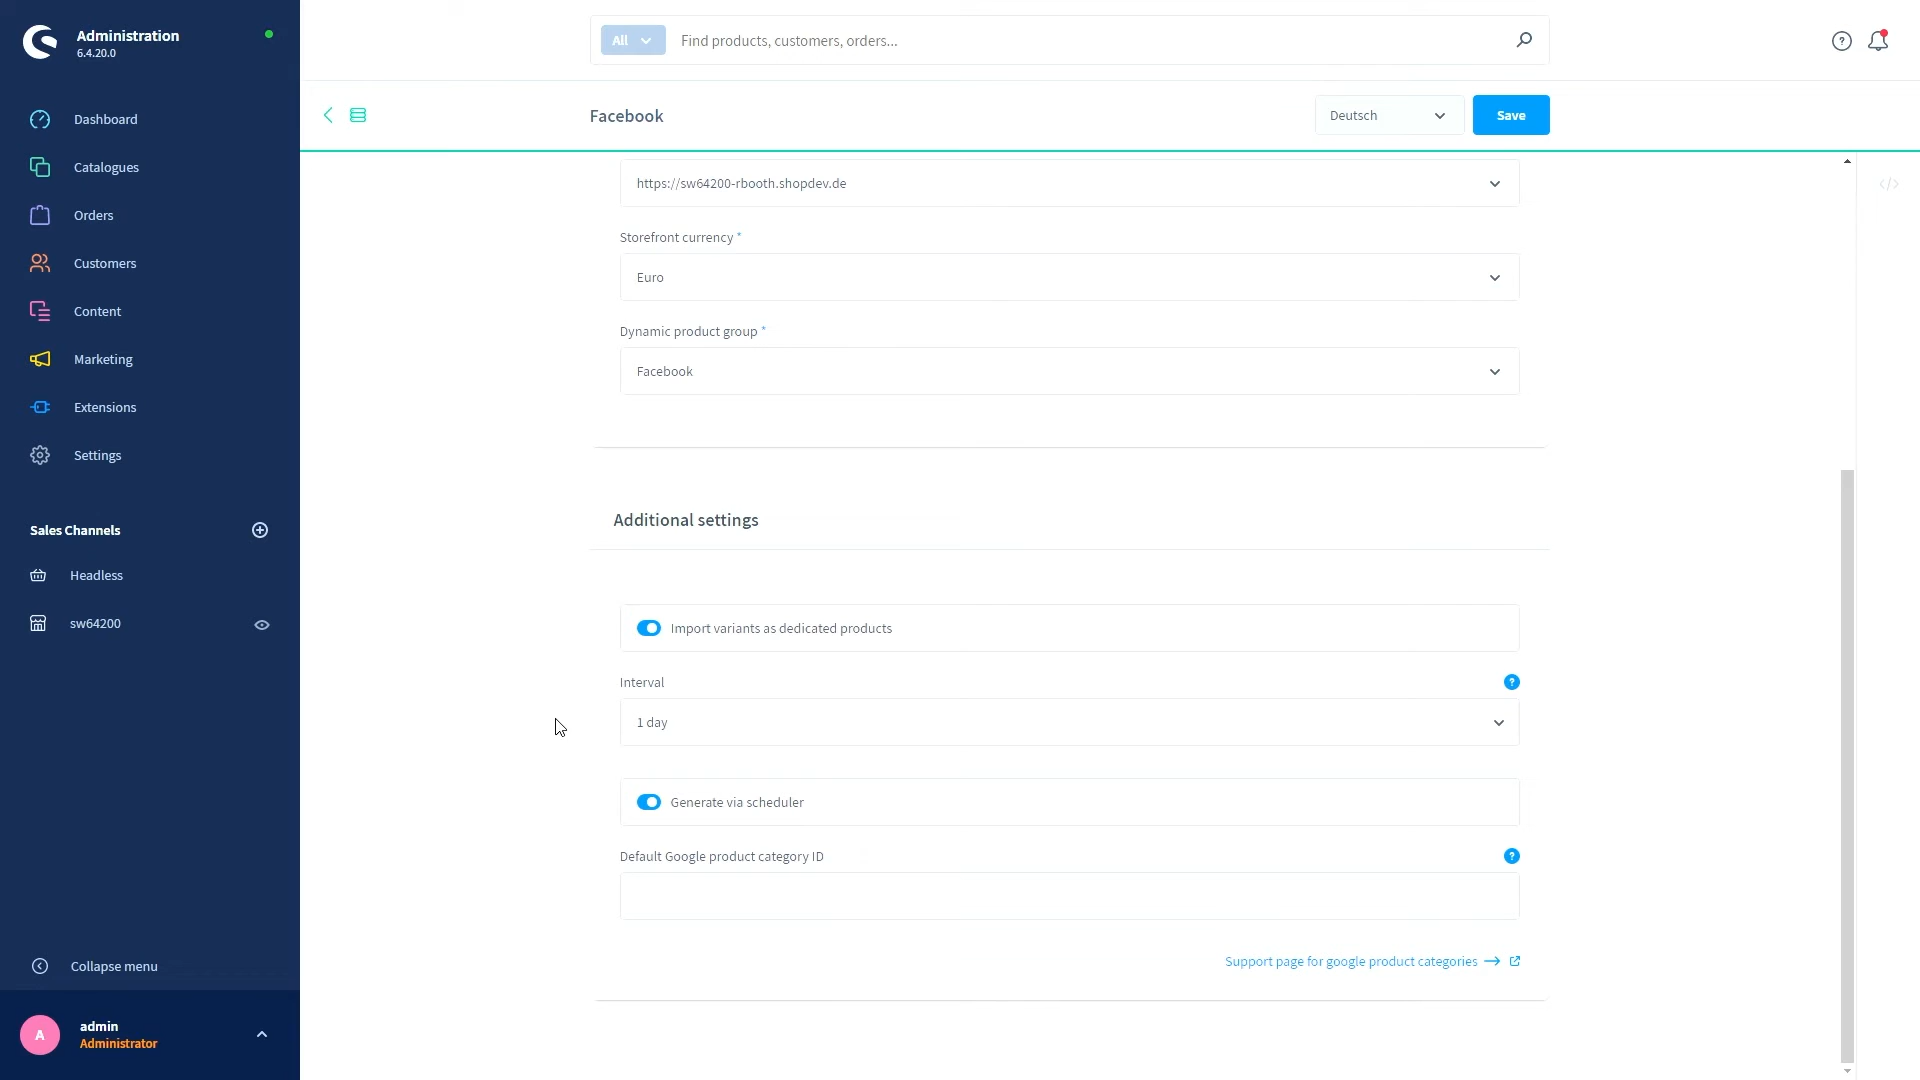 Administration
6.4.20.0
All
Find products, customers, orders...
Dashboard
Catalogues
Orders
Customers
Content
Marketing
Extensions
Settings
Sales Channels
Headless
sw64200
Collapse menu
A
admin
Administrator
Facebook
Deutsch
Save
https://sw64200-rbooth.shopdev.de
Storefront currency *
Euro
Dynamic product group *
Facebook
Additional settings
Import variants as dedicated products
Interval
1 day
Generate via scheduler
Default Google product category ID
Support page for google product categories